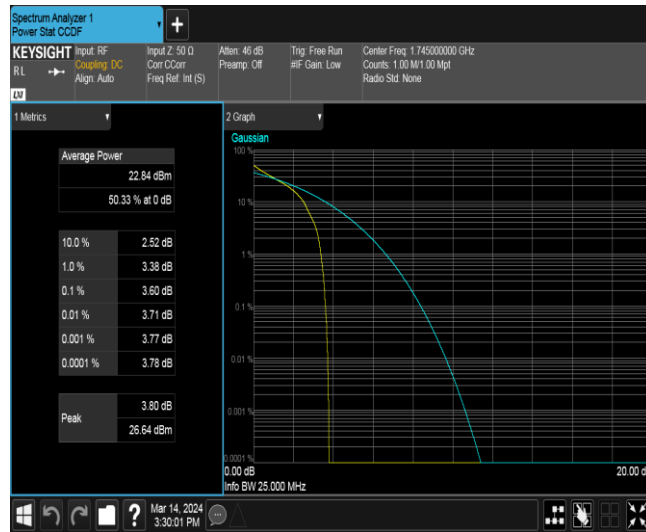 Spectrum Analyzer 1
Power Stat CCDF
+
KEYSIGHT
RL
LXI
Input: RF
Coupling: DC
Align: Auto
Input Z: 50 Ω
Corr CCorr
Freq Ref: Int (S)
Atten: 46 dB
Preamp: Off
Trig: Free Run
#IF Gain: Low
Center Freq: 1.745000000 GHz
Counts: 1.00 M/1.00 Mpt
Radio Std: None
1 Metrics
Average Power
22.84 dBm
50.33 % at 0 dB
10.0 % 2.52 dB
1.0 % 3.38 dB
0.1 % 3.60 dB
0.01 % 3.71 dB
0.001 % 3.77 dB
0.0001 % 3.78 dB
Peak
3.80 dB
26.64 dBm
2 Graph
Gaussian
100 %
10 %
1 %
0.1 %
0.01 %
0.001 %
0.0001 %
0.00 dB 20.00 d
Info BW 25.000 MHz
?
Mar 14, 2024
3:30:01 PM